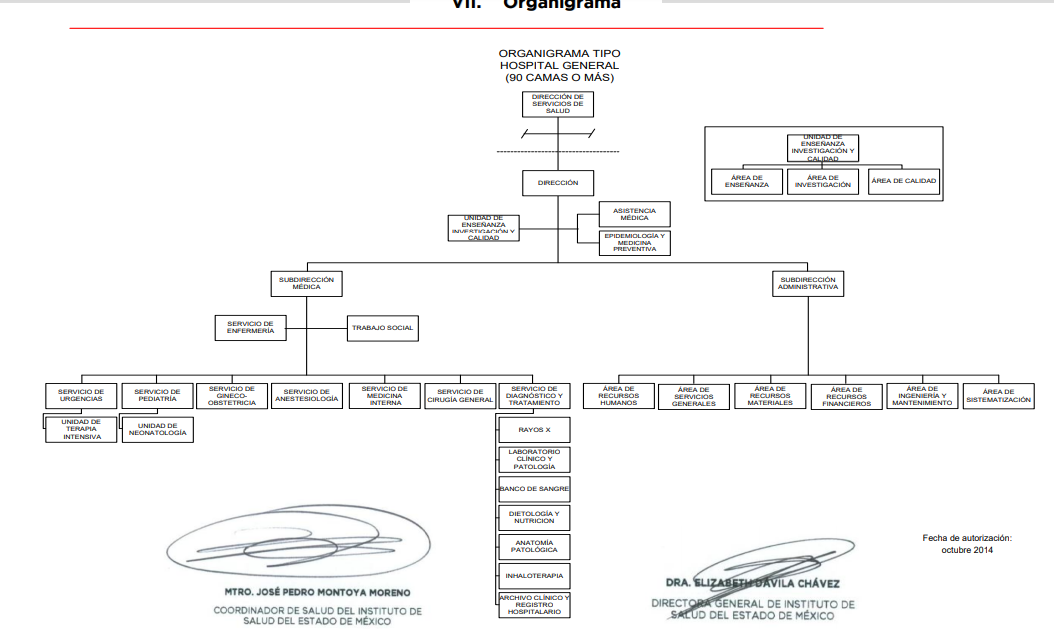 VII. Organigrama
ORGANIGRAMA TIPO
HOSPITAL GENERAL
(90 CAMAS O MÁS)
DIRECCIÓN DE
SERVICIOS DE
SALUD
UNIDAD DE
ENSEÑANZA
INVESTIGACIÓN Y
CALIDAD
ÁREA DE
ENSEÑANZA
ÁREA DE
INVESTIGACIÓN
ÁREA DE CALIDAD
DIRECCIÓN
UNIDAD DE
ENSEÑANZA
INVESTIGACIÓN Y
CALIDAD
ASISTENCIA
MÉDICA
EPIDEMIOLOGÍA Y
MEDICINA
PREVENTIVA
SUBDIRECCIÓN
MÉDICA
SUBDIRECCIÓN
ADMINISTRATIVA
SERVICIO DE
ENFERMERÍA
TRABAJO SOCIAL
SERVICIO DE
URGENCIAS
SERVICIO DE
PEDIATRÍA
SERVICIO DE
GINECO-
OBSTETRICIA
SERVICIO DE
ANESTESIOLOGÍA
SERVICIO DE
MEDICINA
INTERNA
SERVICIO DE
CIRUGÍA GENERAL
SERVICIO DE
DIAGNÓSTICO Y
TRATAMIENTO
ÁREA DE
RECURSOS
HUMANOS
ÁREA DE
SERVICIOS
GENERALES
ÁREA DE
RECURSOS
MATERIALES
ÁREA DE
RECURSOS
FINANCIEROS
ÁREA DE
INGENIERÍA Y
MANTENIMIENTO
ÁREA DE
SISTEMATIZACIÓN
UNIDAD DE
TERAPIA
INTENSIVA
UNIDAD DE
NEONATOLOGÍA
RAYOS X
LABORATORIO
CLÍNICO Y
PATOLOGÍA
BANCO DE SANGRE
DIETOLOGÍA Y
NUTRICION
ANATOMÍA
PATOLÓGICA
INHALOTERAPIA
ARCHIVO CLÍNICO Y
REGISTRO
HOSPITALARIO
Fecha de autorización:
octubre 2014
MTRO. JOSÉ PEDRO MONTOYA MORENO
COORDINADOR DE SALUD DEL INSTITUTO DE
SALUD DEL ESTADO DE MÉXICO
DRA. ELIZABETH DÁVILA CHÁVEZ
DIRECTORA GENERAL DE INSTITUTO DE
SALUD DEL ESTADO DE MÉXICO